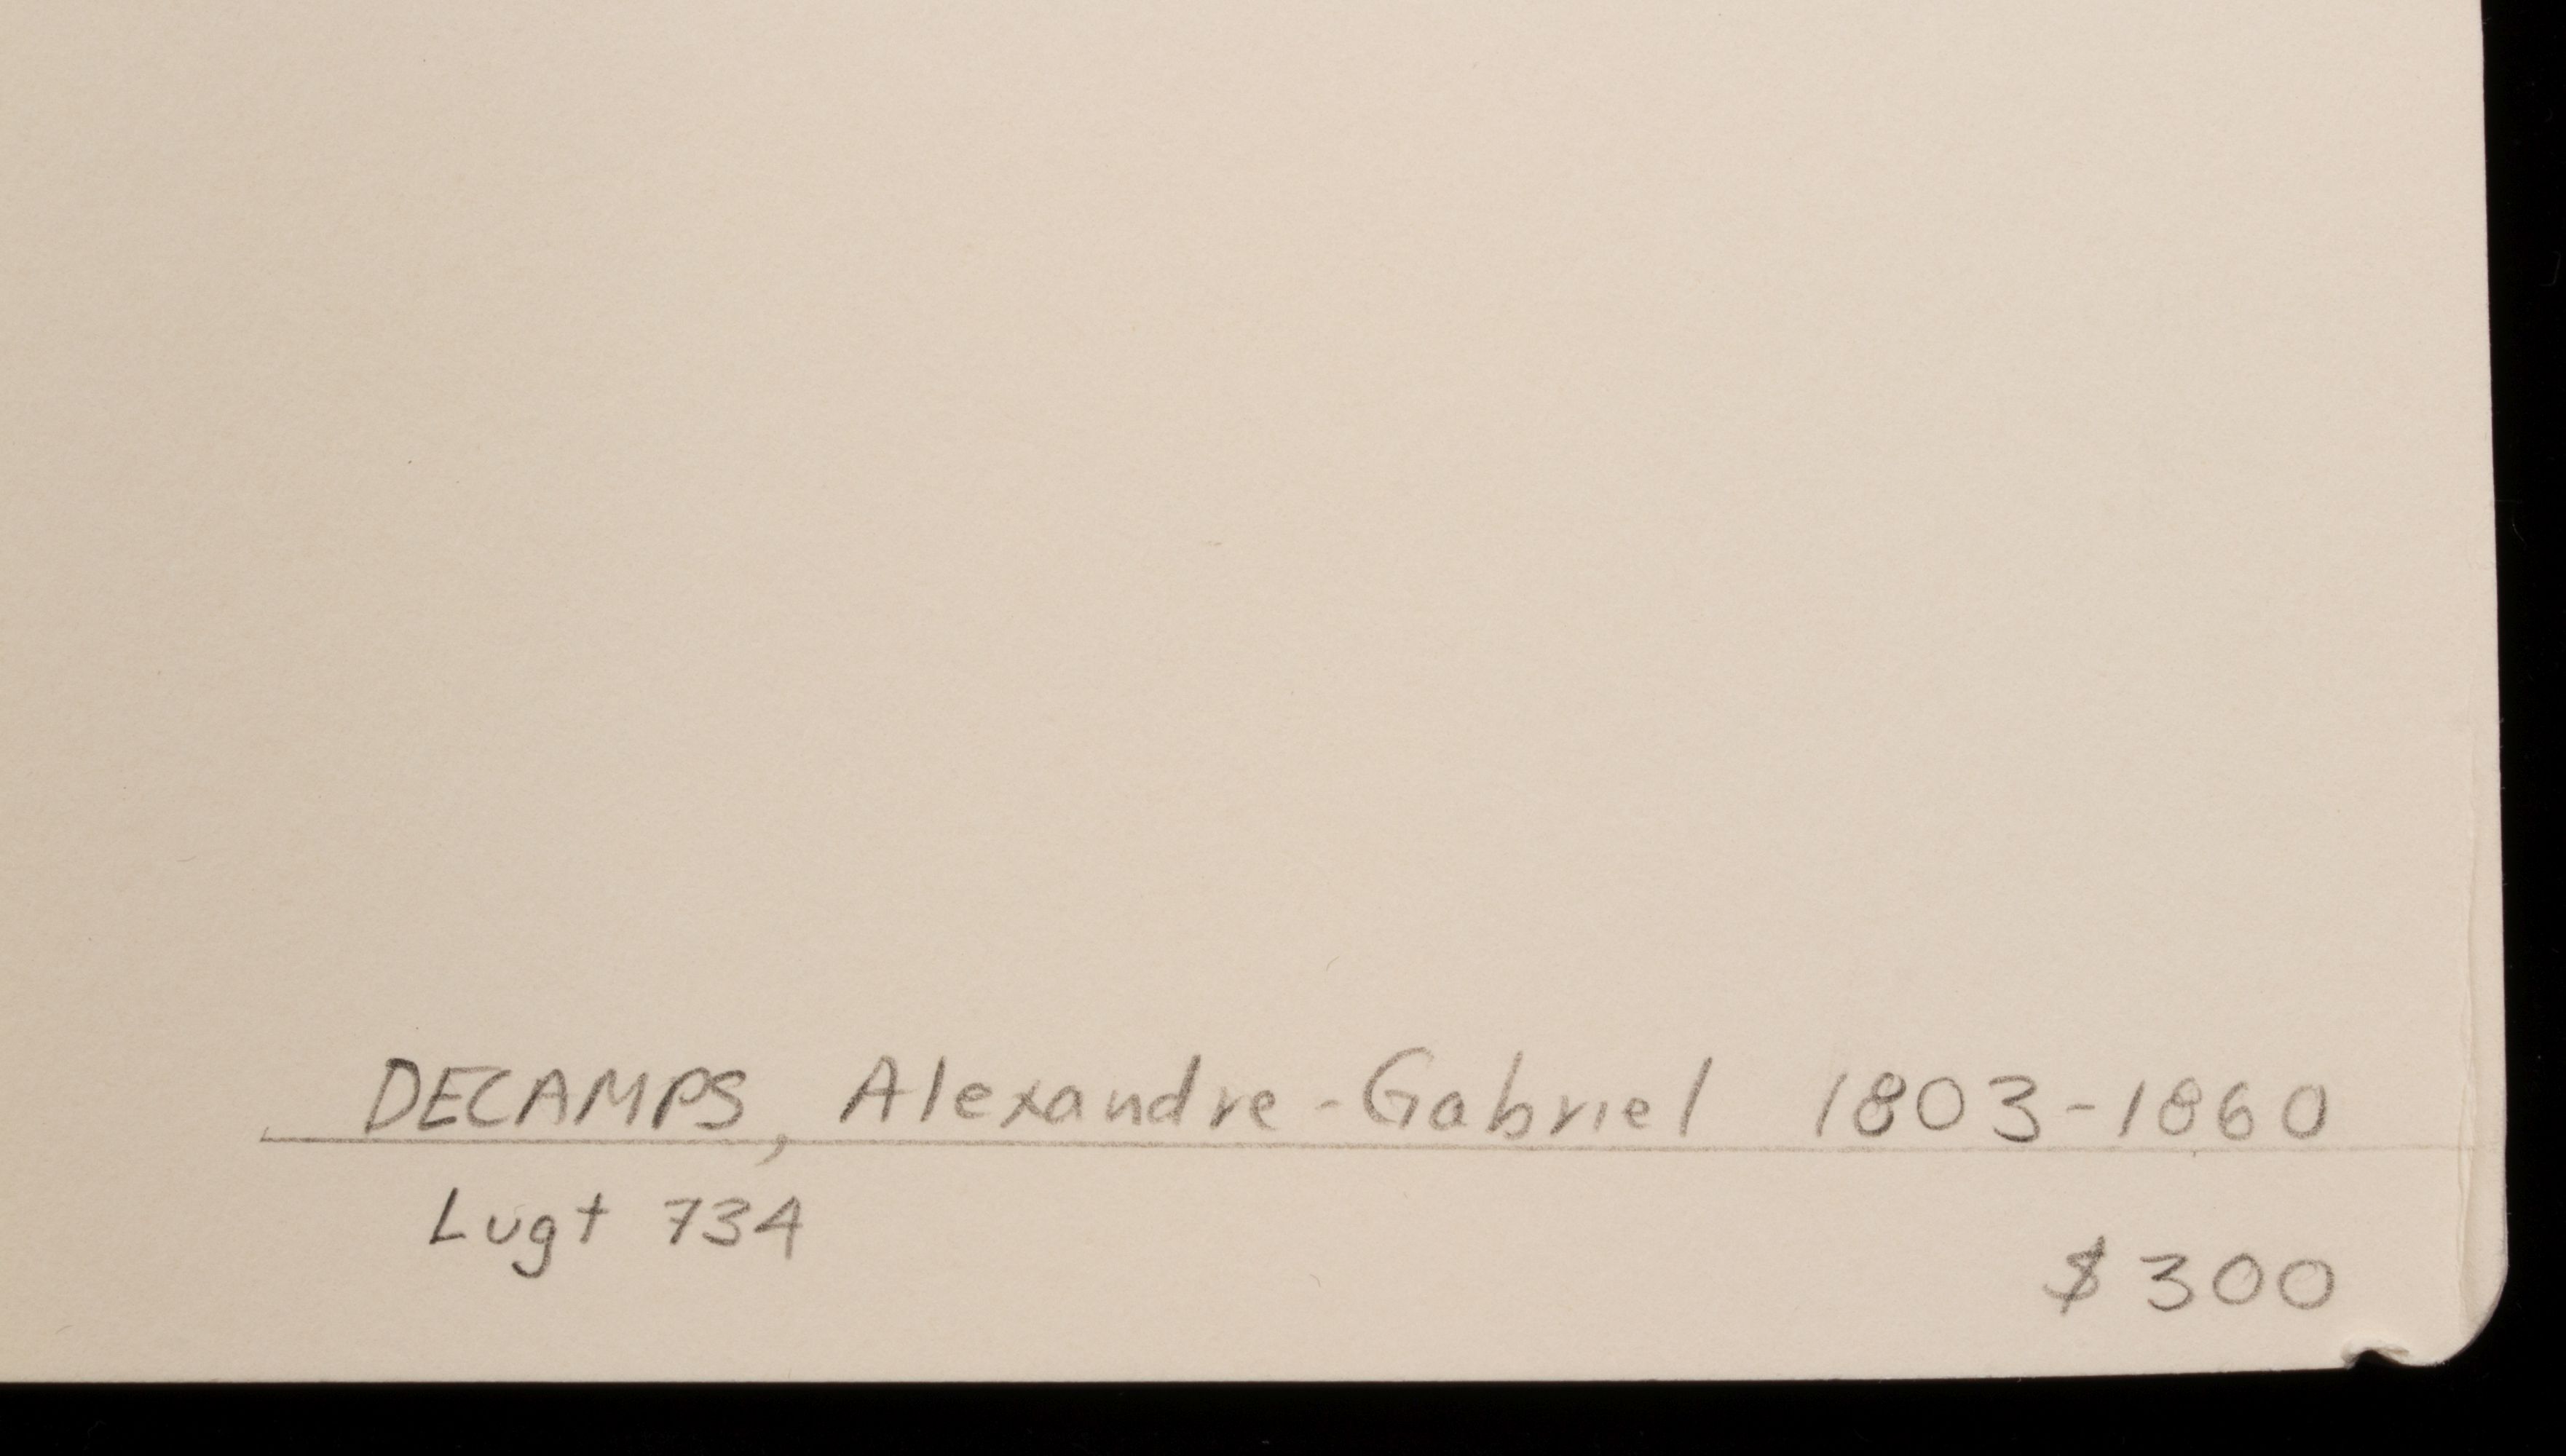 DECAMPS, Alexandre-Gabriel 1803-1860
Lugt 734
$300